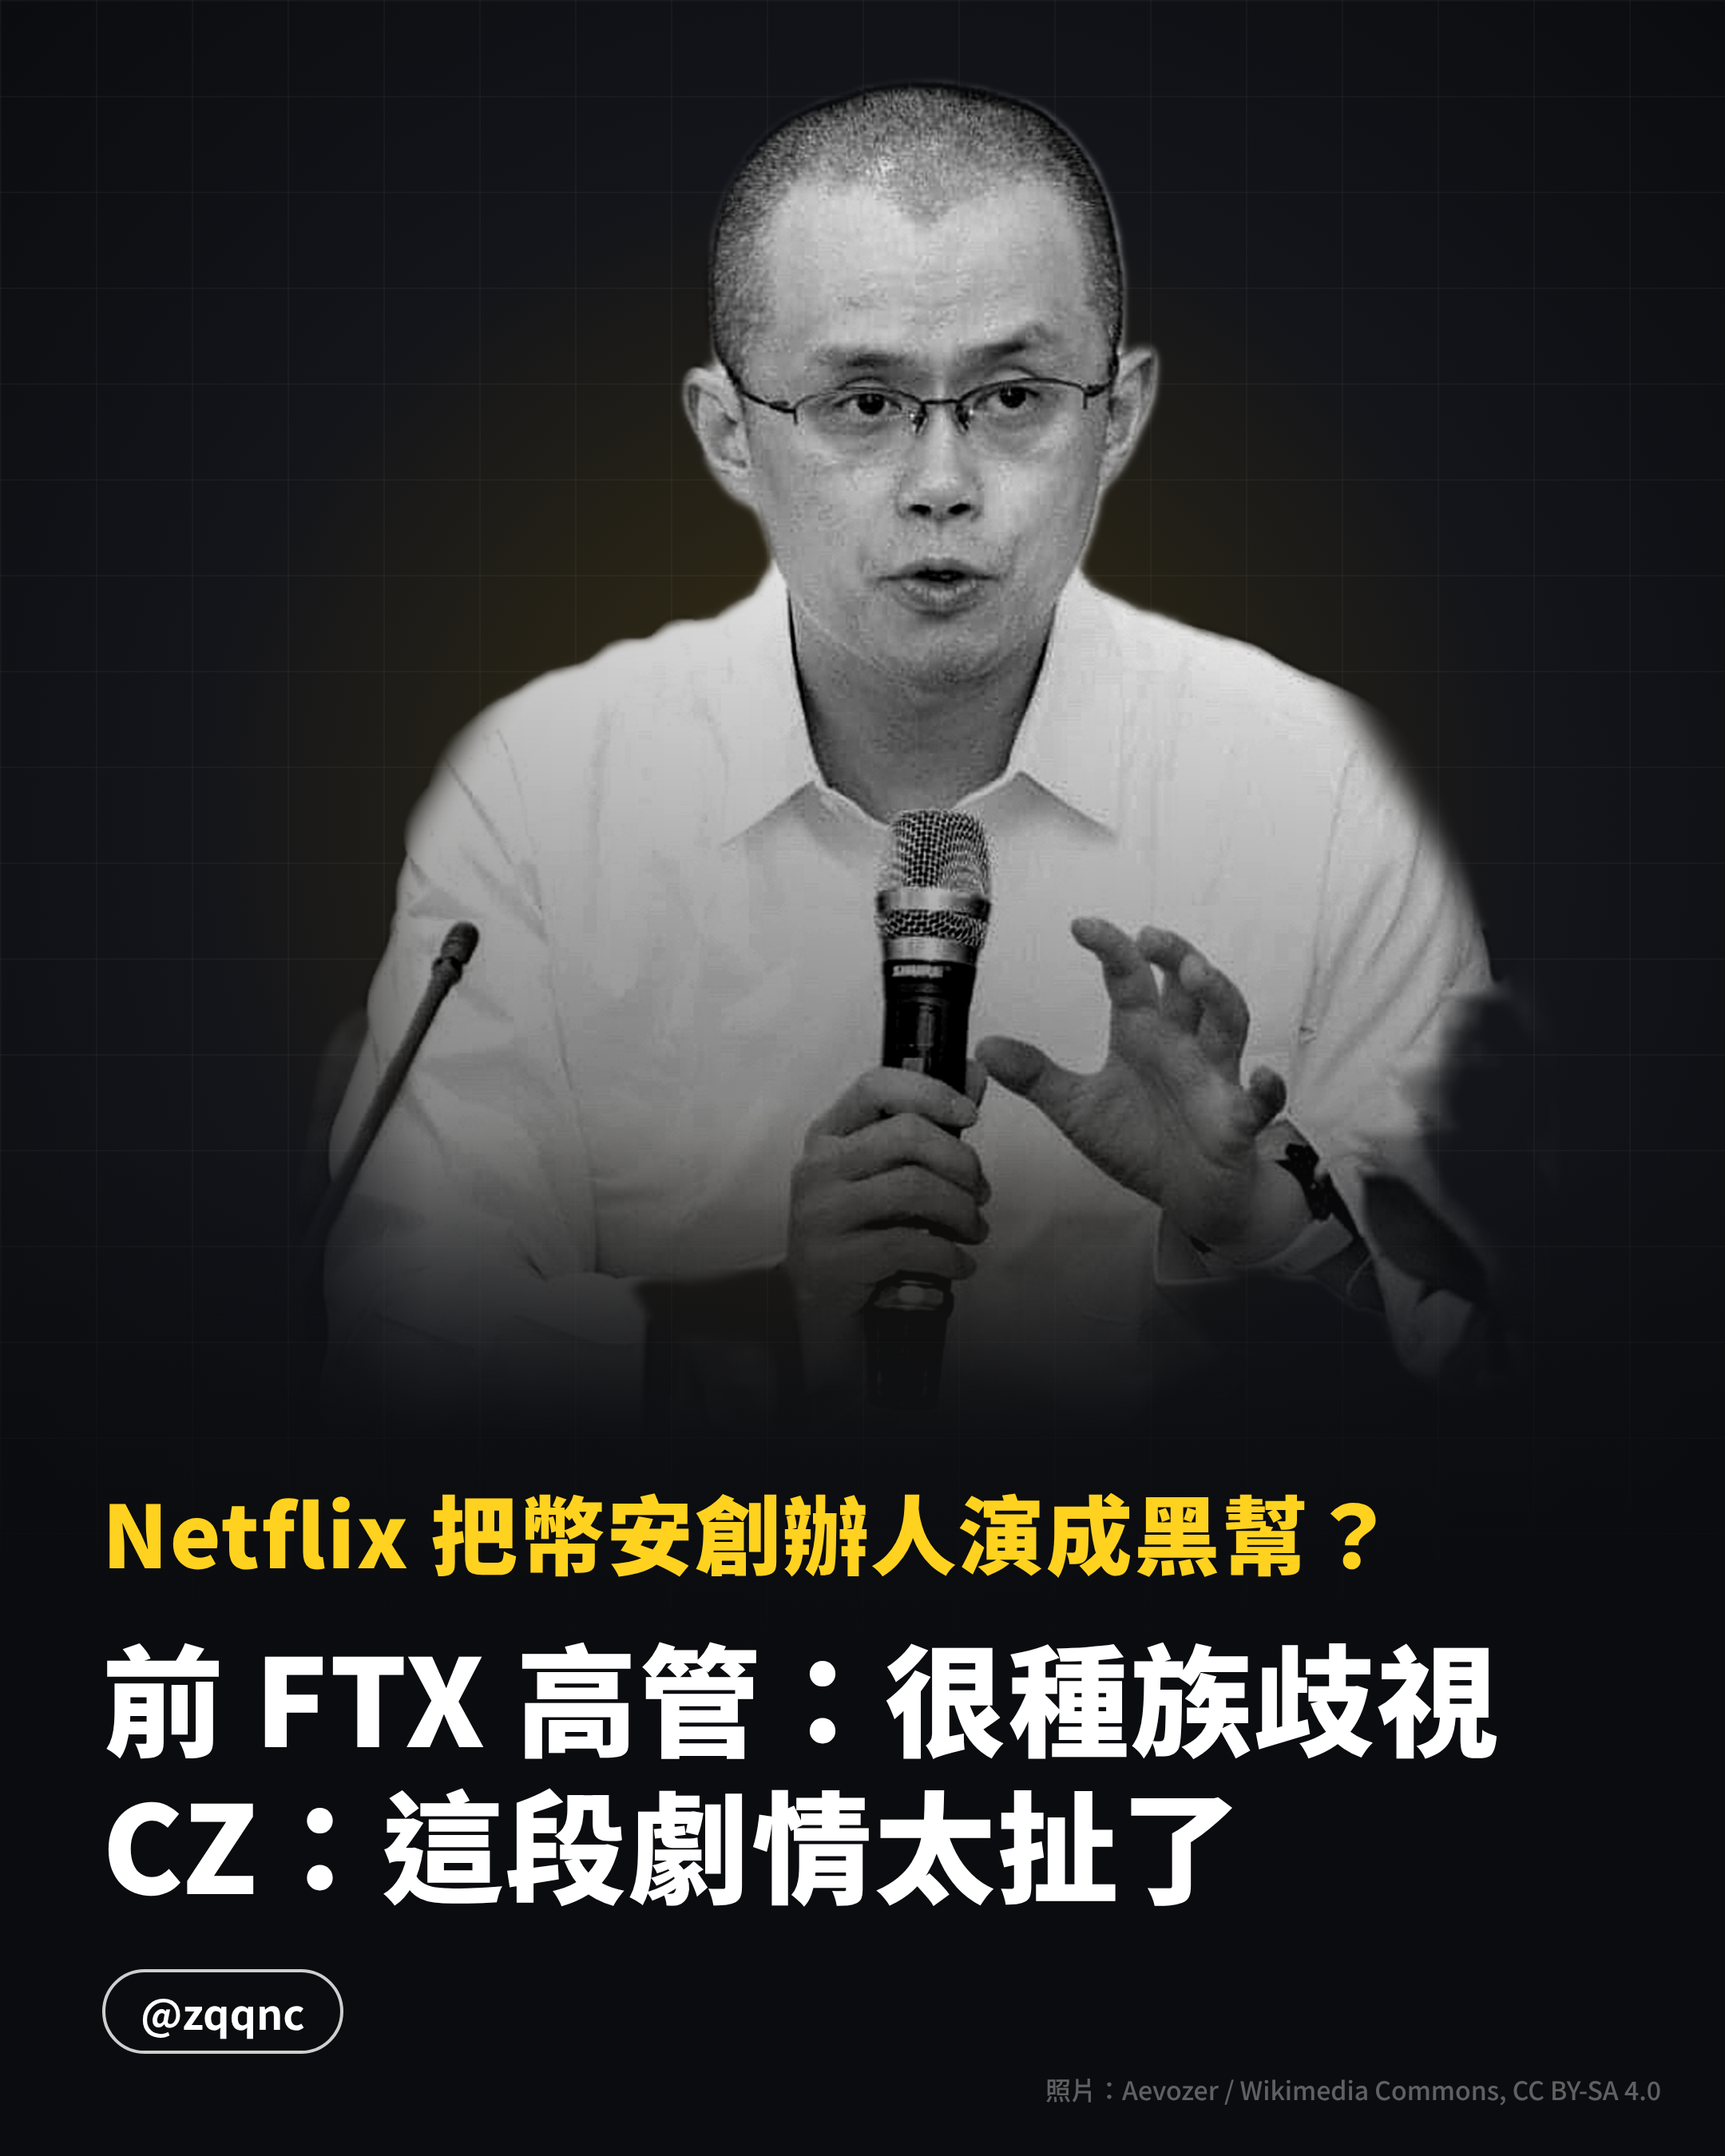 SHURE
Netflix 把幣安創辦人演成黑幫？
前 FTX 高管：很種族歧視
CZ：這段劇情太扯了
@zqqnc
照片：Aevozer / Wikimedia Commons, CC BY-SA 4.0